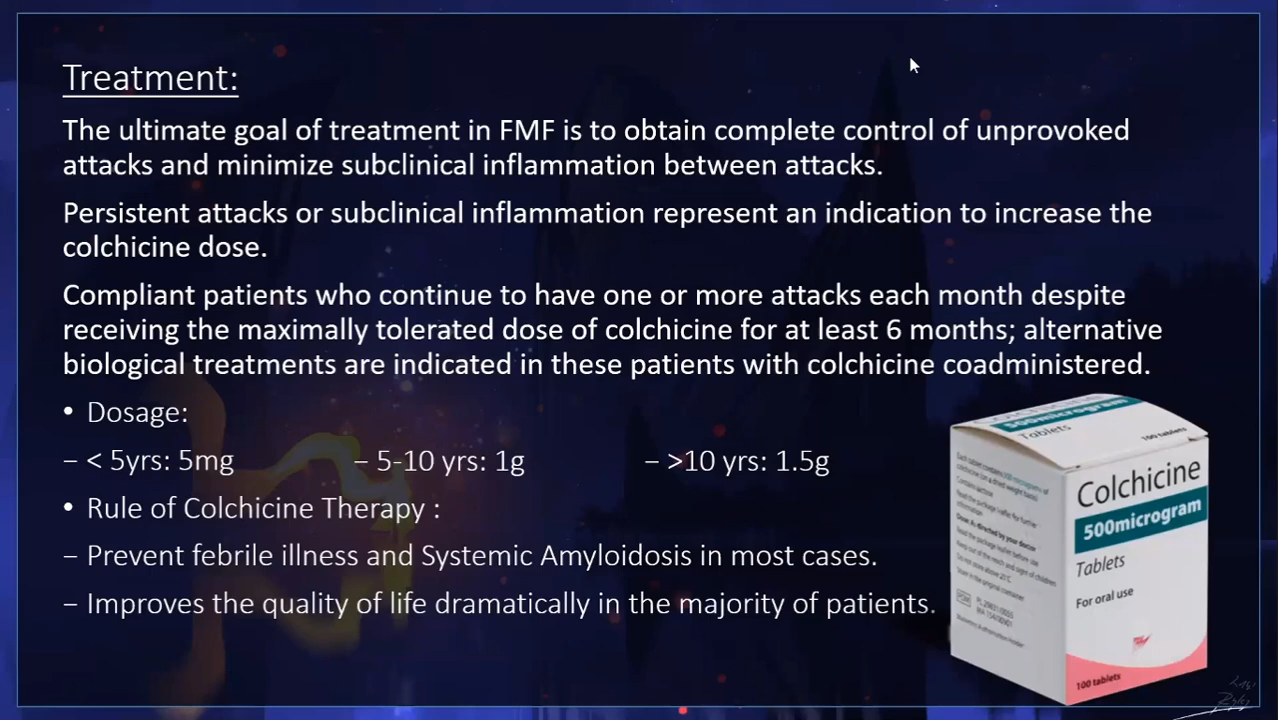 Treatment:
The ultimate goal of treatment in FMF is to obtain complete control of unprovoked
attacks and minimize subclinical inflammation between attacks.
Persistent attacks or subclinical inflammation represent an indication to increase the
colchicine dose.
Compliant patients who continue to have one or more attacks each month despite
receiving the maximally tolerated dose of colchicine for at least 6 months; alternative
biological treatments are indicated in these patients with colchicine coadministered.
• Dosage:
– < 5yrs: 5mg – 5-10 yrs: 1g – >10 yrs: 1.5g
• Rule of Colchicine Therapy :
– Prevent febrile illness and Systemic Amyloidosis in most cases.
– Improves the quality of life dramatically in the majority of patients.
Colchicine
500microgram
Tablets
100 tablets
Colchicine
500microgram
Tablets
For oral use
100 tablets